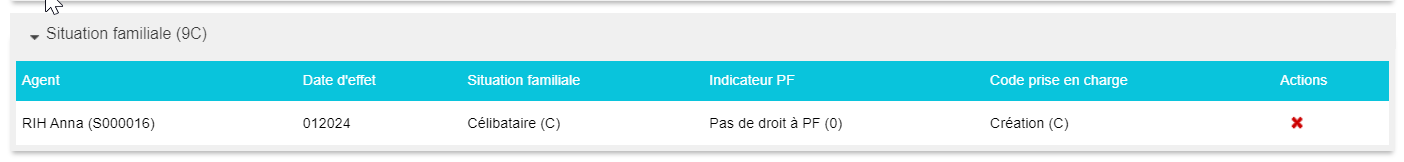 Situation familiale (9C)
Agent Date d'effet Situation familiale Indicateur PF Code prise en charge Actions
RIH Anna (S000016) 012024 Célibataire (C) Pas de droit à PF (0) Création (C)